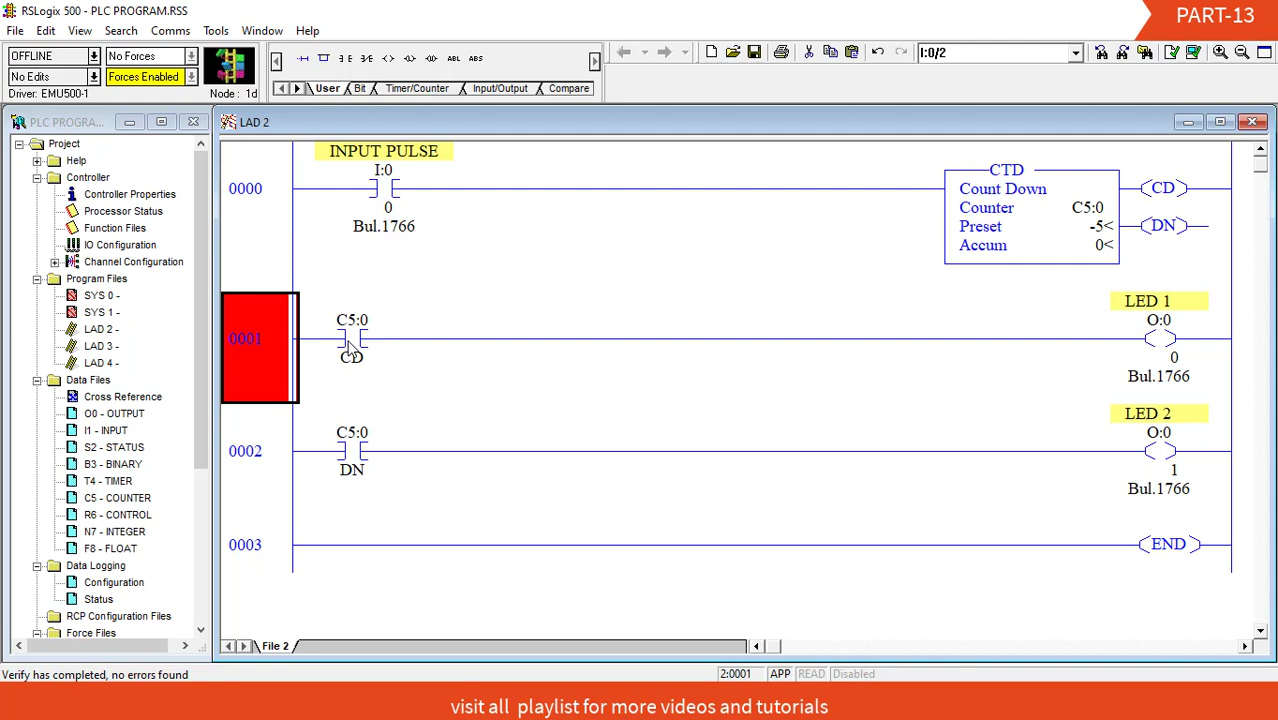 RSLogix 500 - PLC PROGRAM.RSS
PART-13
File Edit View Search Comms Tools Window Help
OFFLINE No Forces
No Edits Forces Enabled
Driver: EMU500-1 Node : 1d
ABL ABS
User Bit Timer/Counter Input/Output Compare
I:0/2
PLC PROGRA...
Project
Help
Controller
Controller Properties
Processor Status
Function Files
IO Configuration
Channel Configuration
Program Files
SYS 0 -
SYS 1 -
LAD 2 -
LAD 3 -
LAD 4 -
Data Files
Cross Reference
O0 - OUTPUT
I1 - INPUT
S2 - STATUS
B3 - BINARY
T4 - TIMER
C5 - COUNTER
R6 - CONTROL
N7 - INTEGER
F8 - FLOAT
Data Logging
Configuration
Status
RCP Configuration Files
Force Files
LAD 2
INPUT PULSE
I:0
0000
0
Bul.1766
CTD
Count Down
Counter C5:0
Preset -5<
Accum 0<
CD
DN
LED 1
C5:0 O:0
0001
CD 0
Bul.1766
LED 2
C5:0 O:0
0002
DN 1
Bul.1766
0003 END
File 2
Verify has completed, no errors found
2:0001 APP READ Disabled
visit all playlist for more videos and tutorials